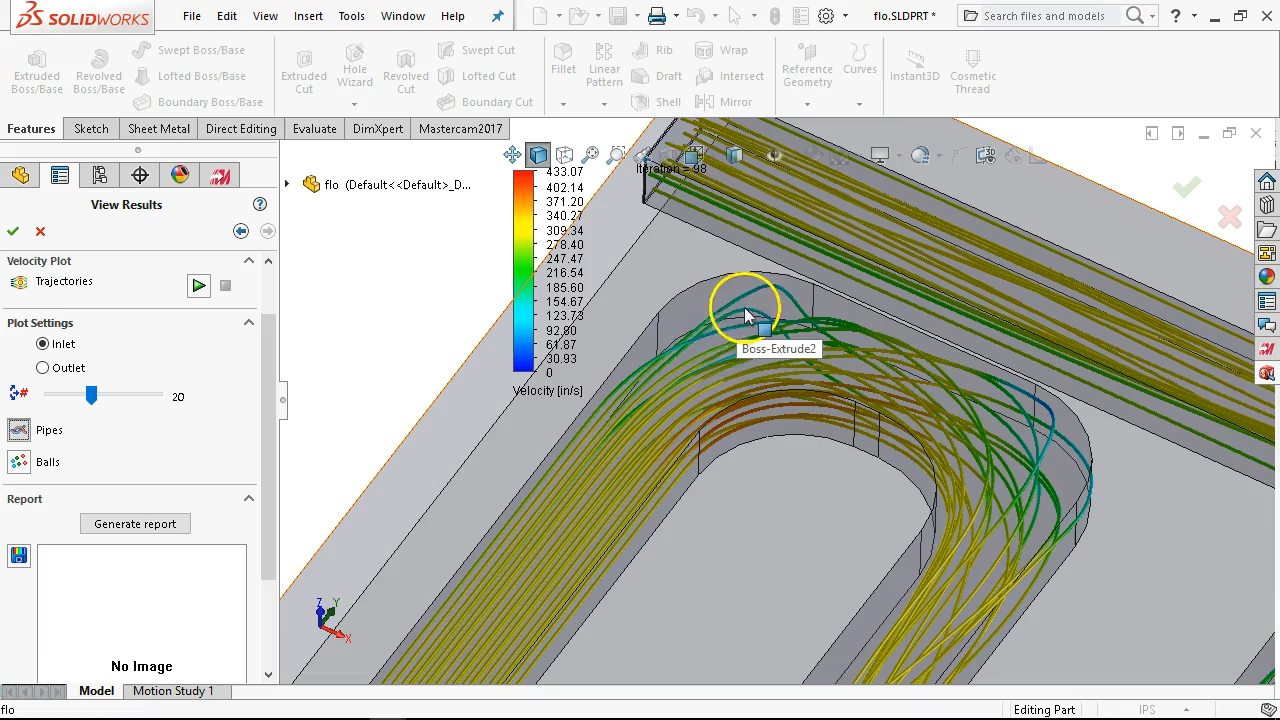 SOLIDWORKS
File Edit View Insert Tools Window Help
flo.SLDPRT *
Search files and models
Extruded Boss/Base
Revolved Boss/Base
Swept Boss/Base
Lofted Boss/Base
Boundary Boss/Base
Extruded Cut
Hole Wizard
Revolved Cut
Swept Cut
Lofted Cut
Boundary Cut
Fillet
Linear Pattern
Rib
Draft
Shell
Wrap
Intersect
Mirror
Reference Geometry
Curves
Instant3D
Cosmetic Thread
Features Sketch Sheet Metal Direct Editing Evaluate DimXpert Mastercam2017
View Results
Velocity Plot
Trajectories
Plot Settings
Inlet
Outlet
20
Pipes
Balls
Report
Generate report
No Image
flo (Default<<Default>_D...
Iteration = 98
433.07
402.14
371.20
340.27
309.34
216.54
185.60
154.67
123.73
92.80
61.87
30.93
0
Velocity [in/s]
Boss-Extrude2
Z
Y
X
Model Motion Study 1
flo
Editing Part
IPS